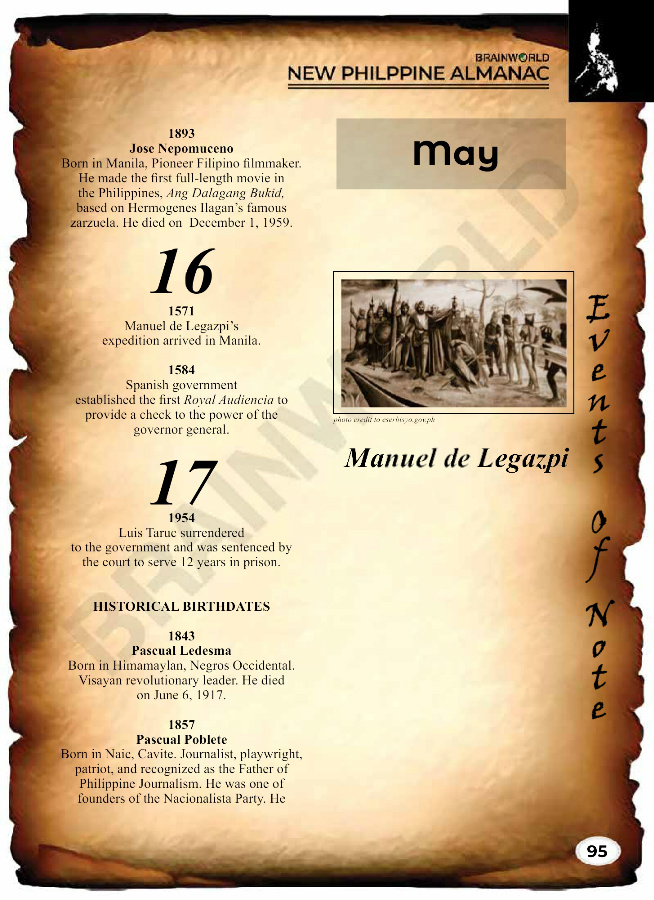 BRAINWORLD
NEW PHILPPINE ALMANAC
May
1893
Jose Nepomuceno
Born in Manila, Pioneer Filipino filmmaker.
He made the first full-length movie in
the Philippines, Ang Dalagang Bukid,
based on Hermogenes Ilagan’s famous
zarzuela. He died on December 1, 1959.
16
1571
Manuel de Legazpi’s
expedition arrived in Manila.
1584
Spanish government
established the first Royal Audiencia to
provide a check to the power of the
governor general.
17
1954
Luis Taruc surrendered
to the government and was sentenced by
the court to serve 12 years in prison.
HISTORICAL BIRTHDATES
1843
Pascual Ledesma
Born in Himamaylan, Negros Occidental.
Visayan revolutionary leader. He died
on June 6, 1917.
1857
Pascual Poblete
Born in Naic, Cavite. Journalist, playwright,
patriot, and recognized as the Father of
Philippine Journalism. He was one of
founders of the Nacionalista Party. He
photo credit to eserbisyo.gov.ph
Manuel de Legazpi
Events of Note
BRAINWORLD
95